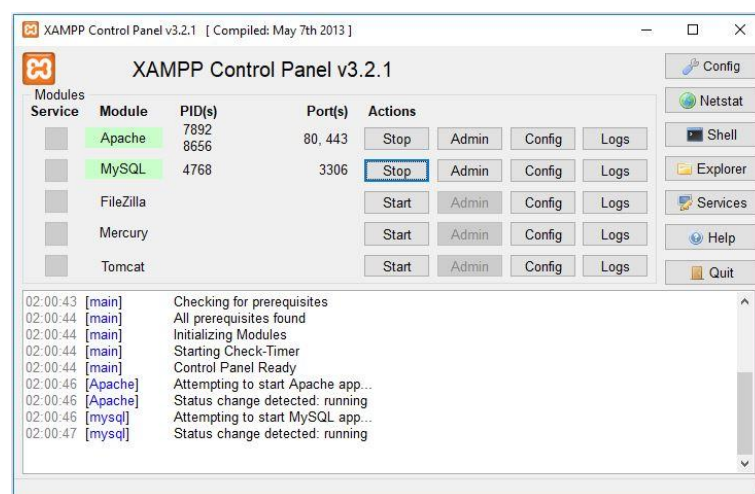 XAMPP Control Panel v3.2.1 [ Compiled: May 7th 2013 ]
XAMPP Control Panel v3.2.1
Config
Modules
Service Module PID(s) Port(s) Actions
Netstat
Apache 7892 8656 80, 443 Stop Admin Config Logs
Shell
MySQL 4768 3306 Stop Admin Config Logs
Explorer
FileZilla Start Admin Config Logs
Services
Mercury Start Admin Config Logs
Help
Tomcat Start Admin Config Logs
Quit
02:00:43 [main] Checking for prerequisites
02:00:44 [main] All prerequisites found
02:00:44 [main] Initializing Modules
02:00:44 [main] Starting Check-Timer
02:00:44 [main] Control Panel Ready
02:00:46 [Apache] Attempting to start Apache app...
02:00:46 [Apache] Status change detected: running
02:00:46 [mysql] Attempting to start MySQL app...
02:00:47 [mysql] Status change detected: running